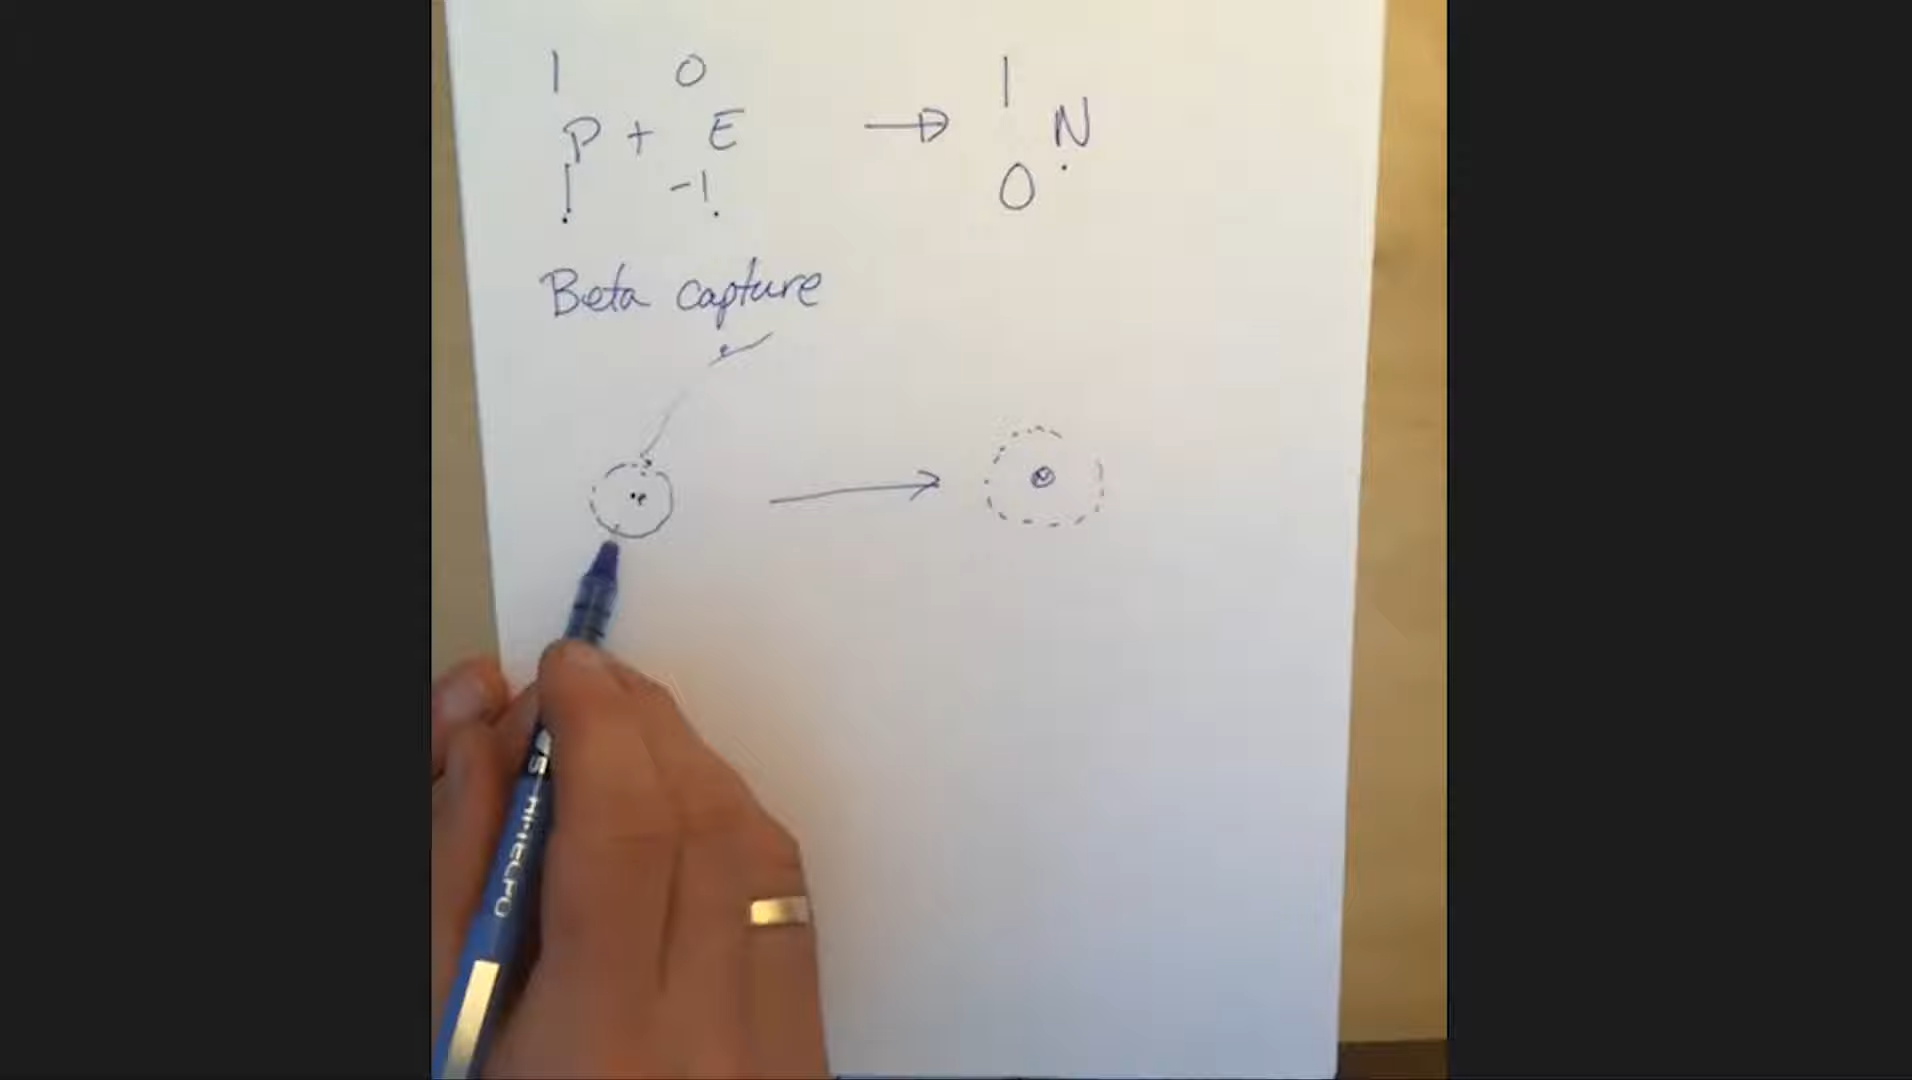 1 0 1
P + E → N
1 -1 0
Beta capture
e
P N